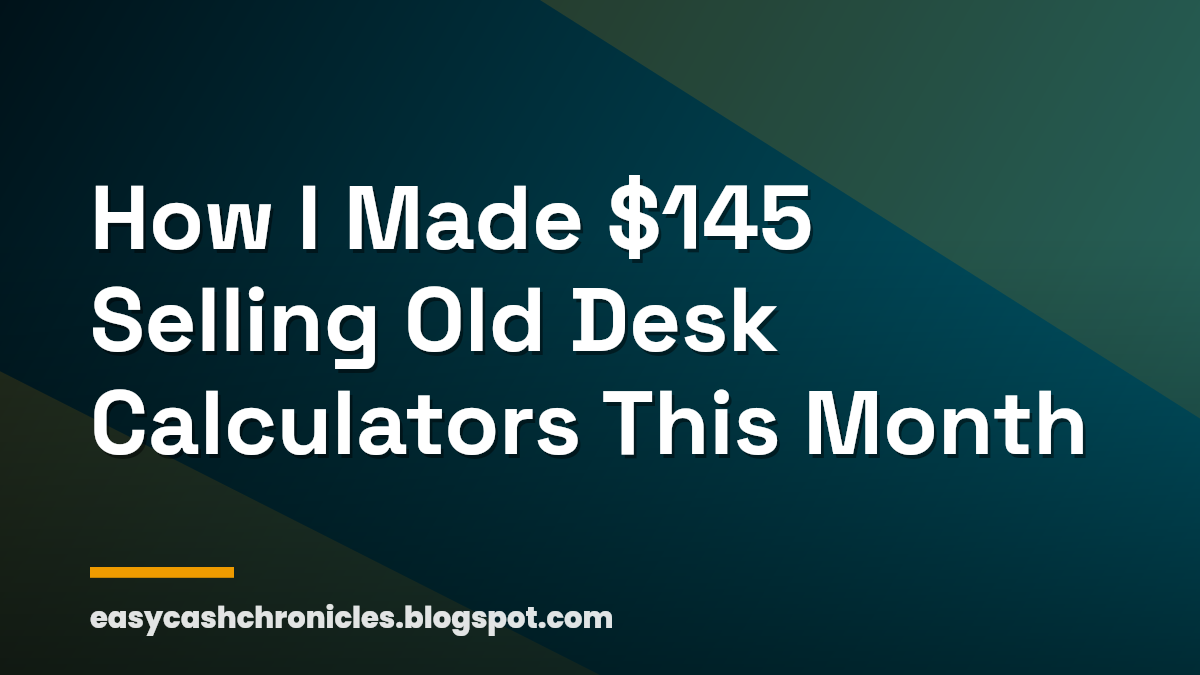 How I Made $145
Selling Old Desk
Calculators This Month
easycashchronicles.blogspot.com